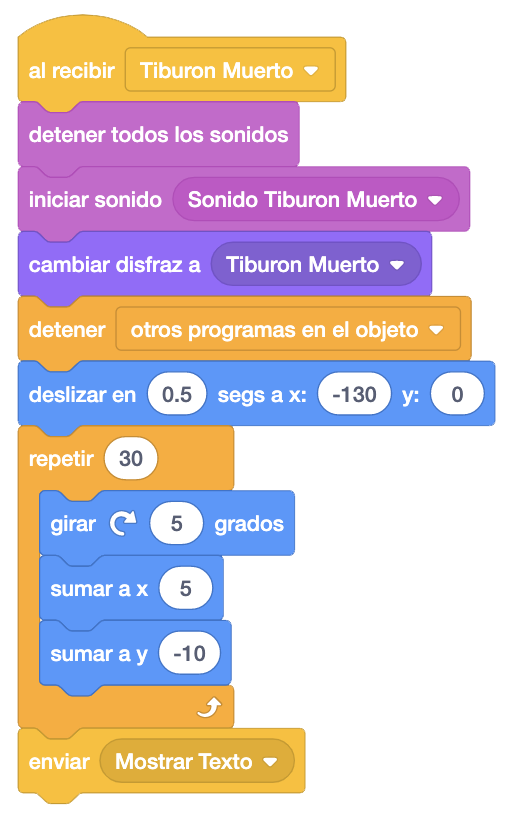 al recibir Tiburon Muerto
detener todos los sonidos
iniciar sonido Sonido Tiburon Muerto
cambiar disfraz a Tiburon Muerto
detener otros programas en el objeto
deslizar en 0.5 segs a x: -130 y: 0
repetir 30
girar 5 grados
sumar a x 5
sumar a y -10
enviar Mostrar Texto